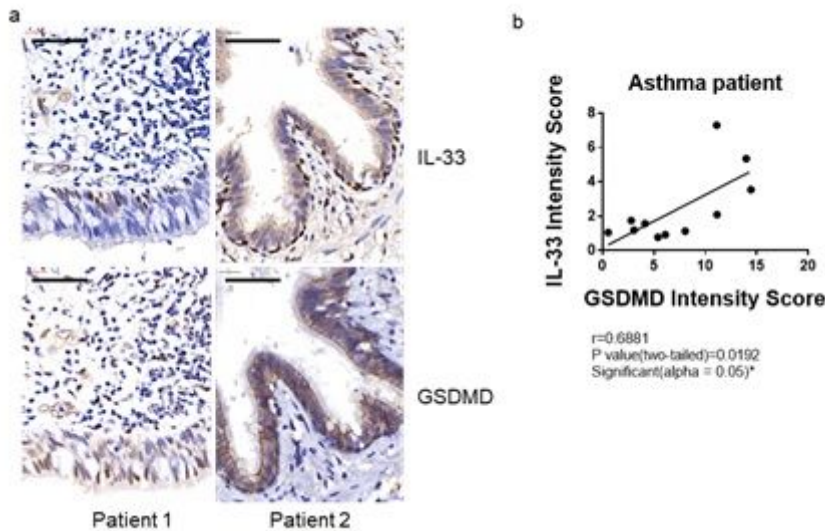 a
IL-33
GSDMD
Patient 1
Patient 2
b
Asthma patient
IL-33 Intensity Score
8
6
4
2
0
0
5
10
15
20
GSDMD Intensity Score
r=0.6881
P value(two-tailed)=0.0192
Significant(alpha = 0.05)*